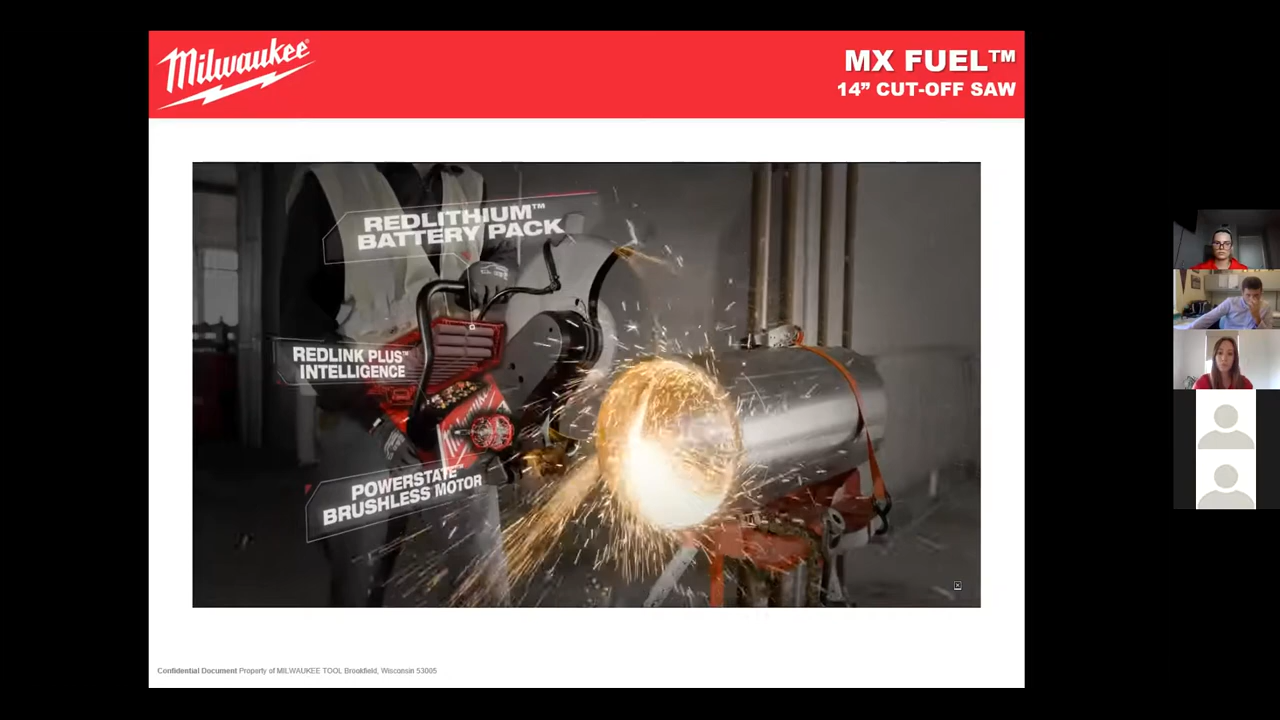 Milwaukee®
MX FUEL™
14” CUT-OFF SAW
REDLITHIUM™
BATTERY PACK
REDLINK PLUS™
INTELLIGENCE
POWERSTATE™
BRUSHLESS MOTOR
Confidential Document Property of MILWAUKEE TOOL Brookfield, Wisconsin 53005